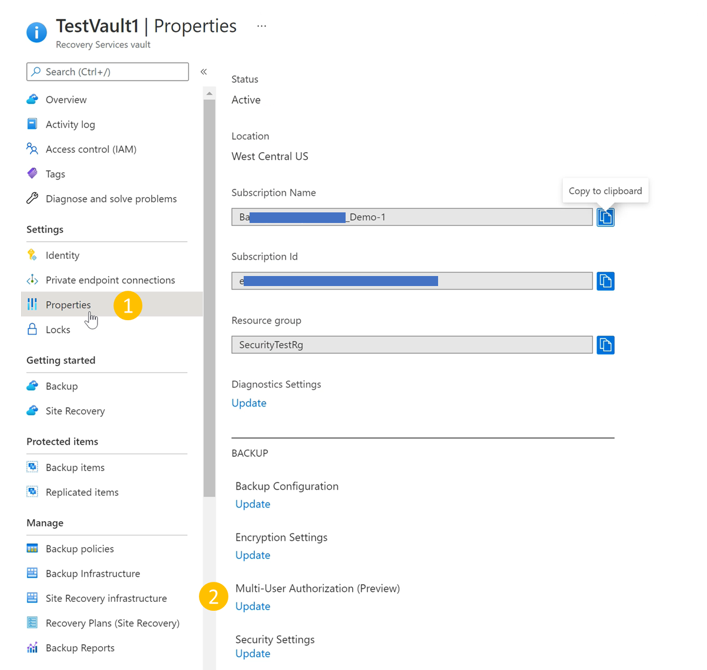 TestVault1 | Properties ...
Recovery Services vault
Search (Ctrl+/)
«
Overview
Activity log
Access control (IAM)
Tags
Diagnose and solve problems
Settings
Identity
Private endpoint connections
Properties
1
Locks
Getting started
Backup
Site Recovery
Protected items
Backup items
Replicated items
Manage
Backup policies
Backup Infrastructure
Site Recovery infrastructure
Recovery Plans (Site Recovery)
Backup Reports
Status
Active
Location
West Central US
Subscription Name
Copy to clipboard
Ba _Demo-1
Subscription Id
e
Resource group
SecurityTestRg
Diagnostics Settings
Update
BACKUP
Backup Configuration
Update
Encryption Settings
Update
2
Multi-User Authorization (Preview)
Update
Security Settings
Update